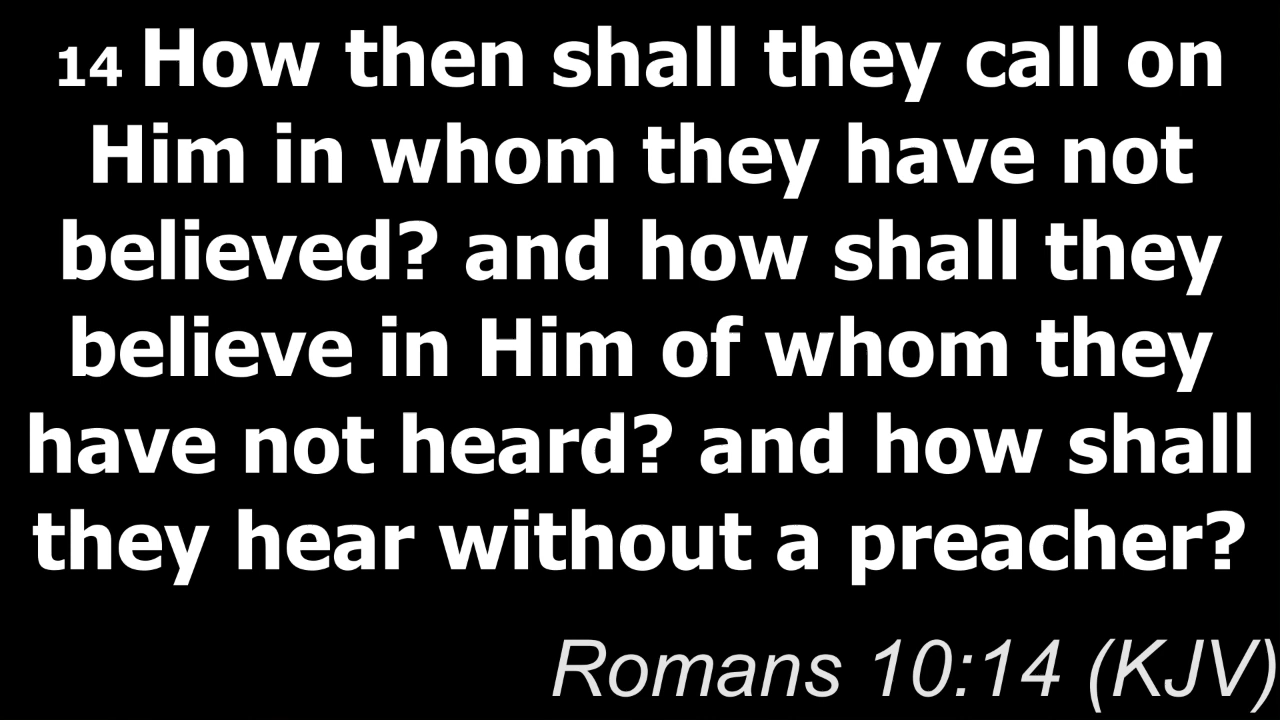 14 How then shall they call on
Him in whom they have not
believed? and how shall they
believe in Him of whom they
have not heard? and how shall
they hear without a preacher?
Romans 10:14 (KJV)